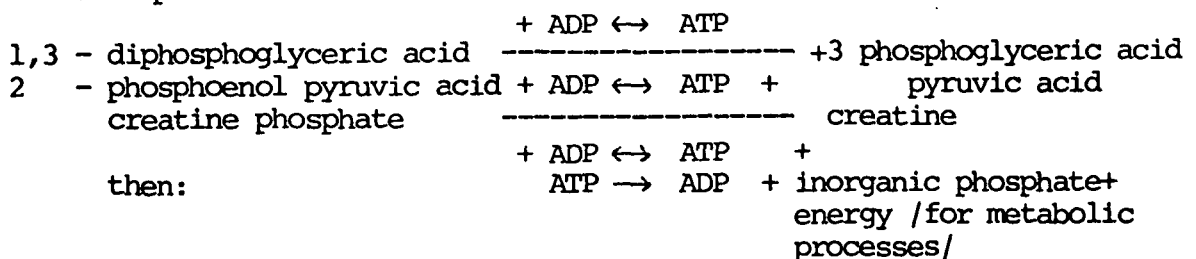 + ADP ↔ ATP
1,3 - diphosphoglyceric acid ------------------ +3 phosphoglyceric acid
2 - phosphoenol pyruvic acid + ADP ↔ ATP + pyruvic acid
creatine phosphate ------------------ creatine
+ ADP ↔ ATP +
then: ATP → ADP + inorganic phosphate+
energy /for metabolic
processes/